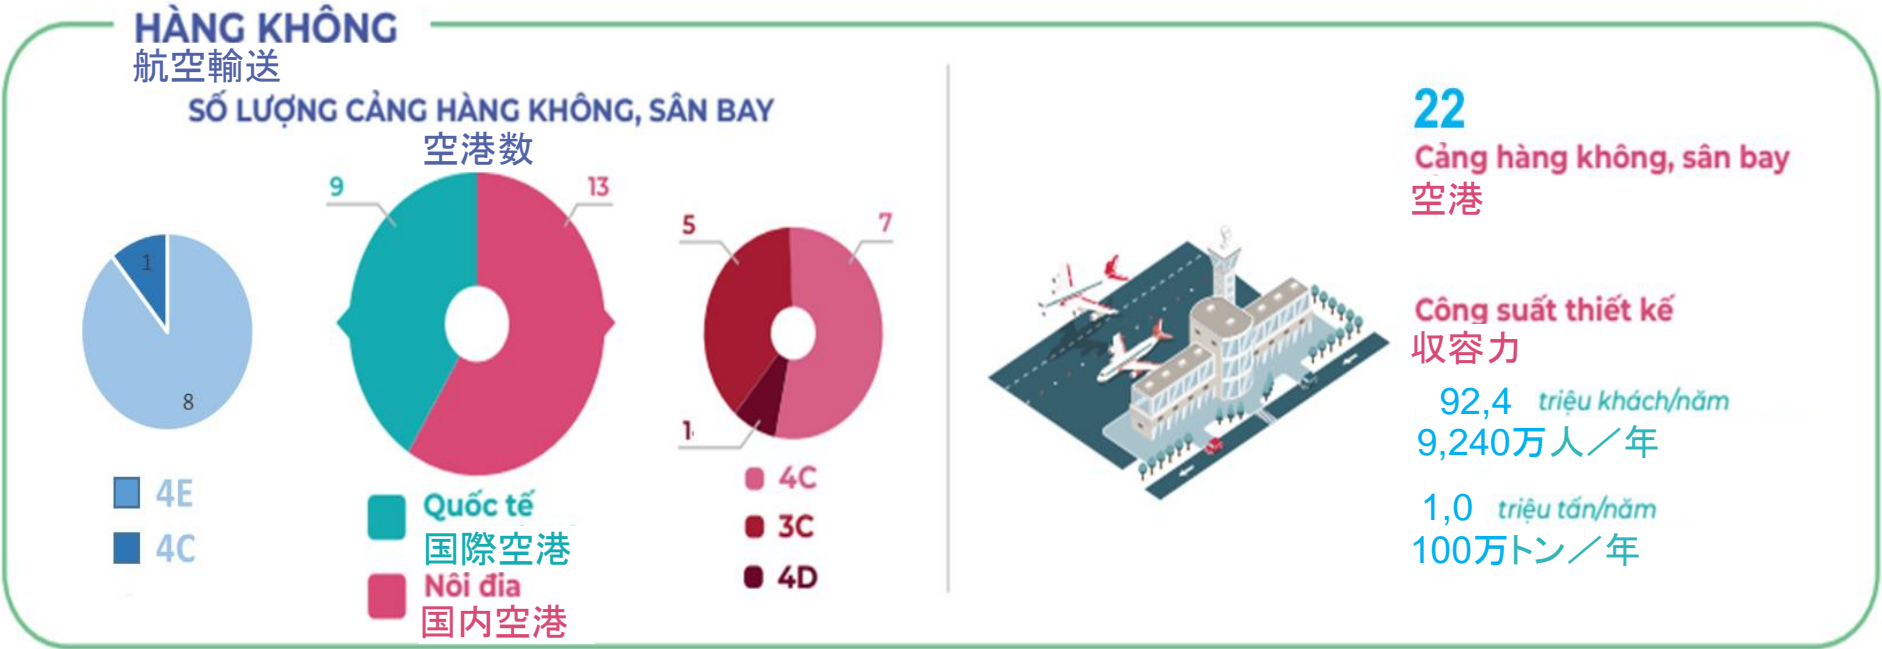 HÀNG KHÔNG
航空輸送
SỐ LƯỢNG CẢNG HÀNG KHÔNG, SÂN BAY
空港数
1
8
4E
4C
9
13
Quốc tế
国際空港
Nôi đia
国内空港
5
7
1
4C
3C
4D
22
Cảng hàng không, sân bay
空港
Công suất thiết kế
収容力
92,4 triệu khách/năm
9,240万人／年
1,0 triệu tấn/năm
100万トン／年